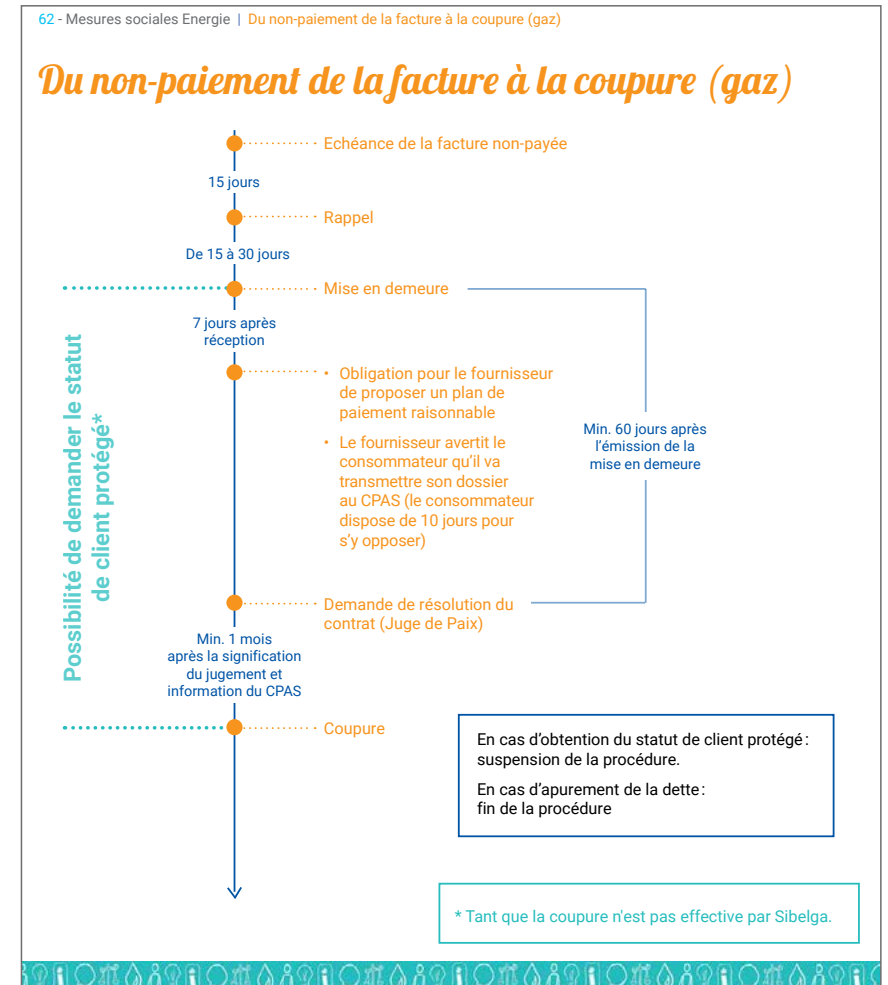 62 - Mesures sociales Energie | Du non-paiement de la facture à la coupure (gaz)
Du non-paiement de la facture à la coupure (gaz)
Echéance de la facture non-payée
15 jours
Rappel
De 15 à 30 jours
Mise en demeure
7 jours après
réception
• Obligation pour le fournisseur
de proposer un plan de
paiement raisonnable
• Le fournisseur avertit le
consommateur qu'il va
transmettre son dossier
au CPAS (le consommateur
dispose de 10 jours pour
s'y opposer)
Min. 60 jours après
l'émission de la
mise en demeure
Possibilité de demander le statut
de client protégé*
Demande de résolution du
contrat (Juge de Paix)
Min. 1 mois
après la signification
du jugement et
information du CPAS
Coupure
En cas d'obtention du statut de client protégé :
suspension de la procédure.
En cas d'apurement de la dette :
fin de la procédure
* Tant que la coupure n'est pas effective par Sibelga.